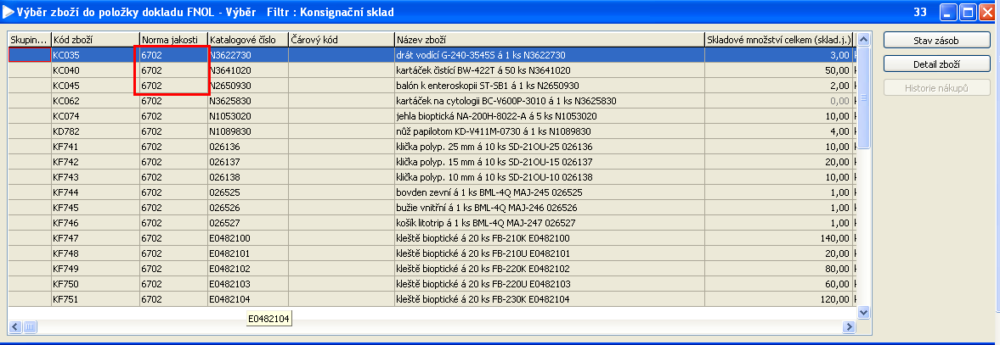 Výběr zboží do položky dokladu FNOL - Výběr Filtr : Konsignační sklad 33
Skupin... Kód zboží Norma jakosti Katalogové číslo Čárový kód Název zboží Skladové množství celkem (sklad.j.)
KC035 6702 N3622730 drát vodící G-240-3545S á 1 ks N3622730 3,00
KC040 6702 N3641020 kartáček čistící BW-422T á 50 ks N3641020 50,00
KC045 6702 N2650930 balón k enteroskopii ST-SB1 á 1 ks N2650930 2,00
KC062 6702 N3625830 kartáček na cytologii BC-V600P-3010 á 1 ks N3625830 0,00
KC074 6702 N1053020 jehla bioptická NA-200H-8022-A á 5 ks N1053020 10,00
KD782 6702 N1089830 nůž papilotom KD-V411M-0730 á 1 ks N1089830 4,00
KF741 6702 026136 klička polyp. 25 mm á 10 ks SD-21OU-25 026136 10,00
KF742 6702 026137 klička polyp. 15 mm á 10 ks SD-21OU-15 026137 20,00
KF743 6702 026138 klička polyp. 10 mm á 10 ks SD-21OU-10 026138 10,00
KF744 6702 026525 bovden zevní á 1 ks BML-4Q MAJ-245 026525 1,00
KF745 6702 026526 bužie vnitřní á 1 ks BML-4Q MAJ-246 026526 1,00
KF746 6702 026527 košík litotrip á 1 ks BML-4Q MAJ-247 026527 1,00
KF747 6702 E0482100 kleště bioptické á 20 ks FB-210K E0482100 140,00
KF748 6702 E0482101 kleště bioptické á 20 ks FB-210U E0482101 20,00
KF749 6702 E0482102 kleště bioptické á 20 ks FB-220K E0482102 80,00
KF750 6702 E0482103 kleště bioptické á 20 ks FB-220U E0482103 60,00
KF751 6702 E0482104 kleště bioptické á 20 ks FB-230K E0482104 120,00
E0482104
Stav zásob
Detail zboží
Historie nákupů